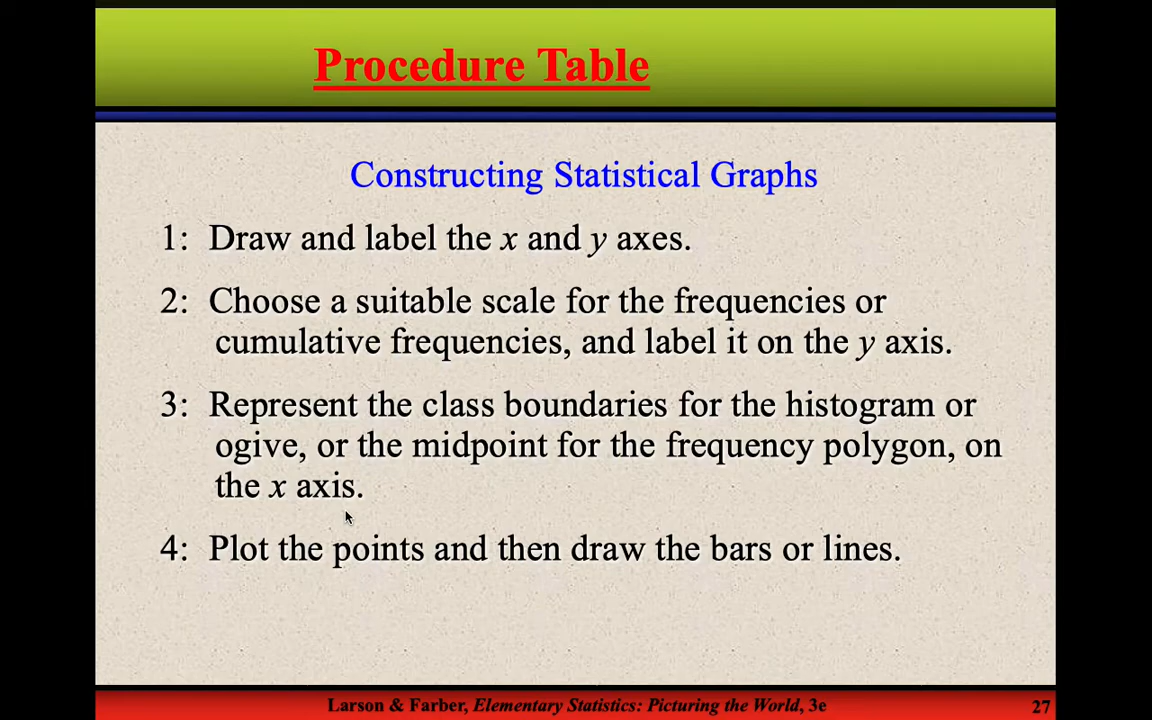 Procedure Table
Constructing Statistical Graphs
1: Draw and label the x and y axes.
2: Choose a suitable scale for the frequencies or
cumulative frequencies, and label it on the y axis.
3: Represent the class boundaries for the histogram or
ogive, or the midpoint for the frequency polygon, on
the x axis.
4: Plot the points and then draw the bars or lines.
Larson & Farber, Elementary Statistics: Picturing the World, 3e
27